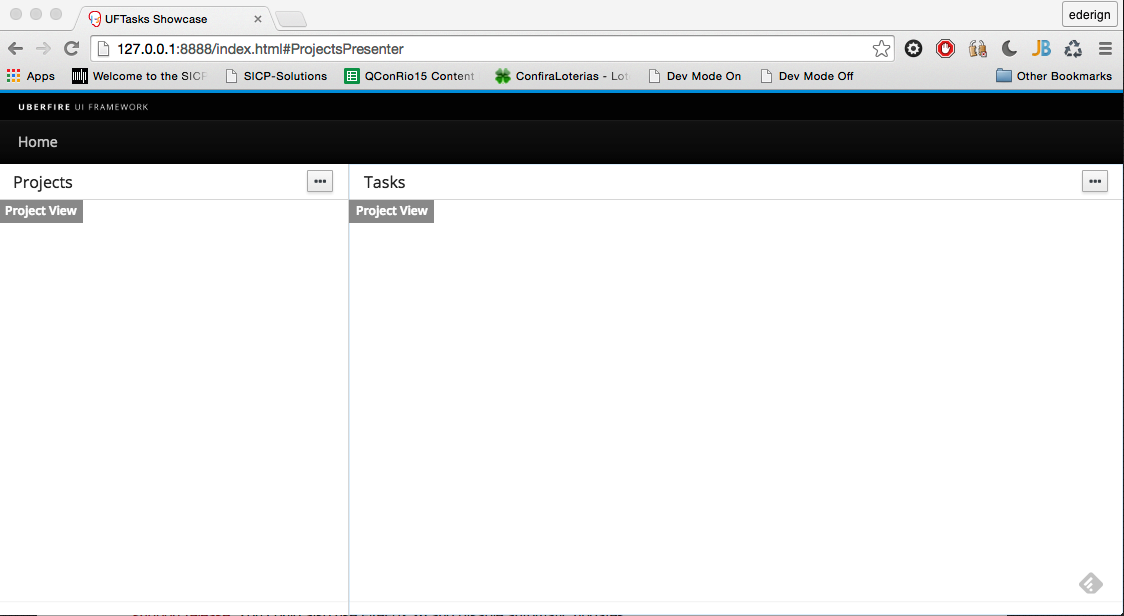 UFTasks Showcase
ederign
127.0.0.1:8888/index.html#ProjectsPresenter
Apps
Welcome to the SICP
SICP-Solutions
QConRio15 Content
ConfiraLoterias - Lot
Dev Mode On
Dev Mode Off
Other Bookmarks
UBERFIRE UI FRAMEWORK
Home
Projects
Tasks
Project View
Project View